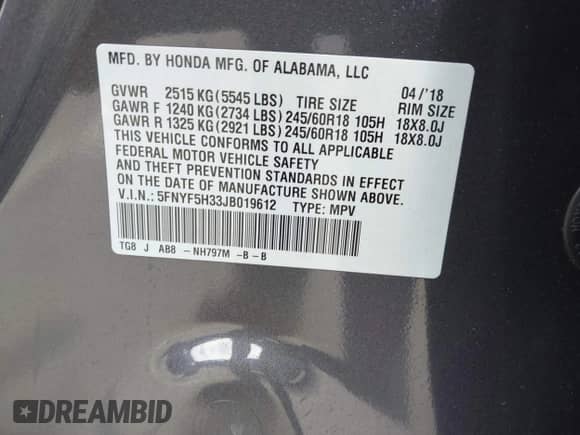 MFD. BY HONDA MFG. OF ALABAMA, LLC
04/'18
GVWR 2515 KG(5545 LBS) TIRE SIZE RIM SIZE
GAWR F 1240 KG(2734 LBS)245/60R18 105H 18X8.0J
GAWR R 1325 KG(2921 LBS)245/60R18 105H 18X8.0J
THIS VEHICLE CONFORMS TO ALL APPLICABLE
FEDERAL MOTOR VEHICLE SAFETY
AND THEFT PREVENTION STANDARDS IN EFFECT
ON THE DATE OF MANUFACTURE SHOWN ABOVE.
V.I.N.:5FNYF5H33JB019612 TYPE: MPV
TG8 J AB8 -NH797M -B-B
DREAMBID